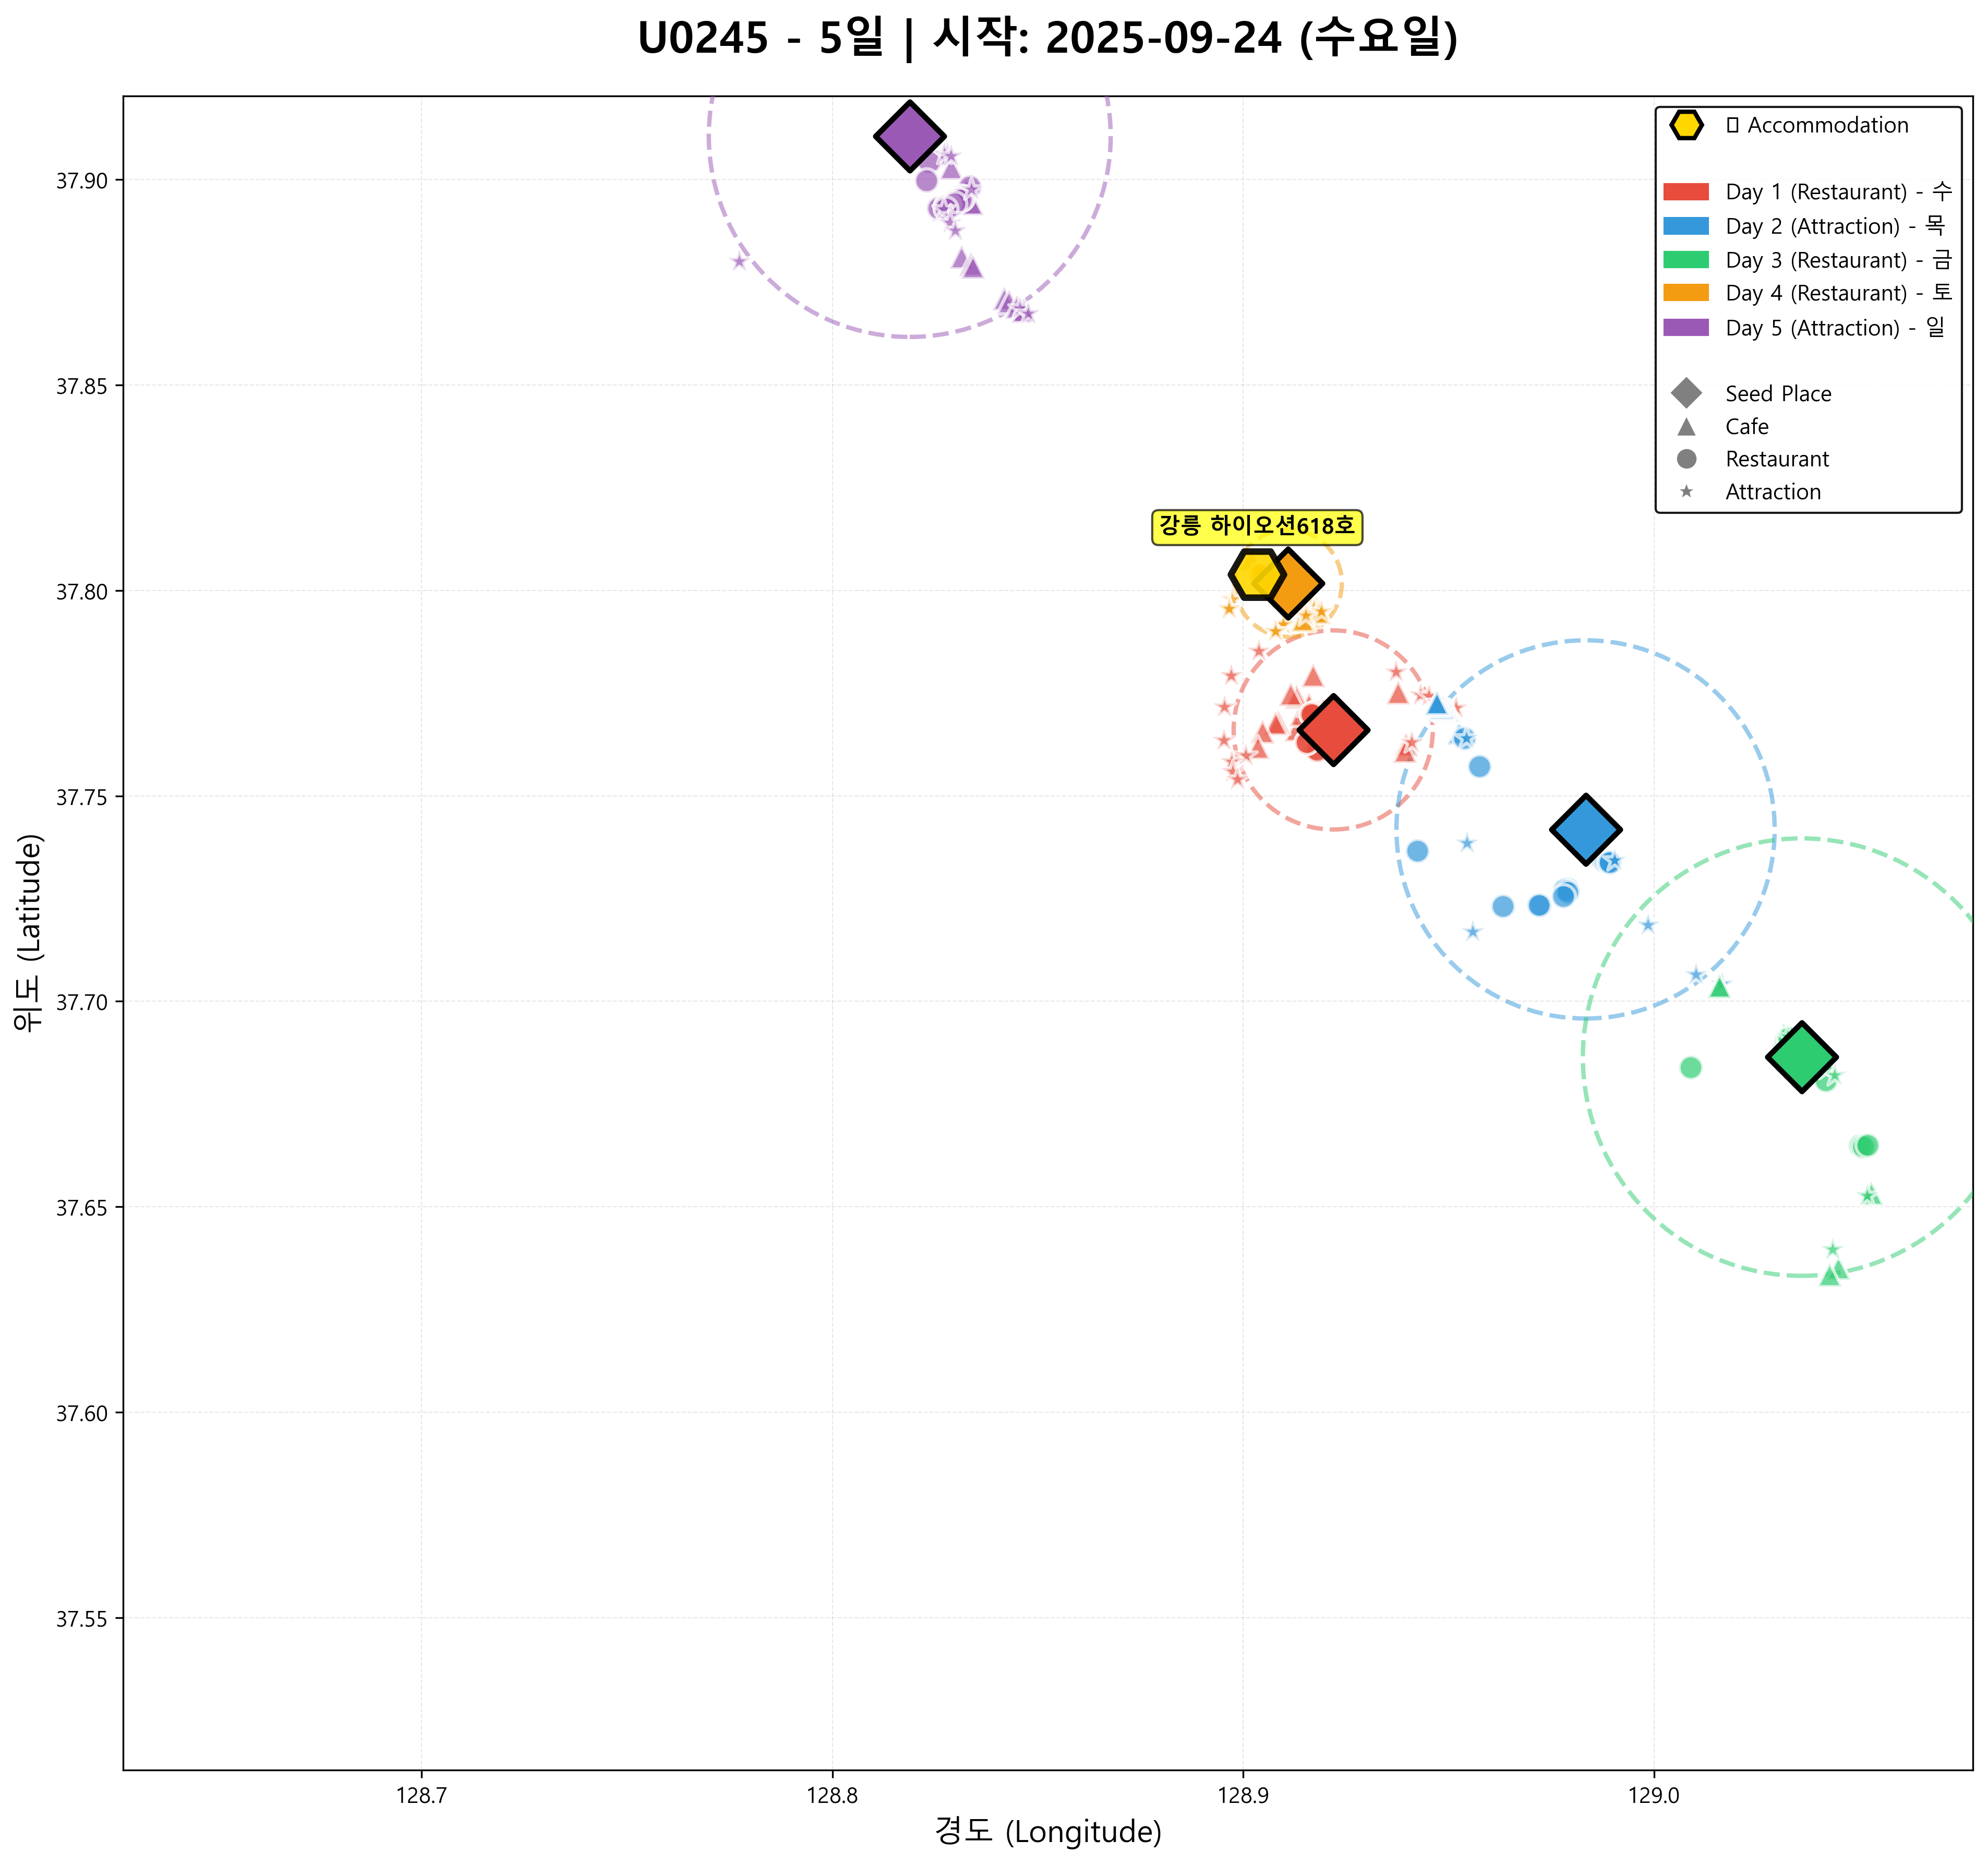 U0245 - 5일 | 시작: 2025-09-24 (수요일)
Accommodation
Day 1 (Restaurant) - 수
Day 2 (Attraction) - 목
Day 3 (Restaurant) - 금
Day 4 (Restaurant) - 토
Day 5 (Attraction) - 일
Seed Place
Cafe
Restaurant
Attraction
강릉 하이오션618호
37.90
37.85
37.80
37.75
37.70
37.65
37.60
37.55
위도 (Latitude)
128.7
128.8
128.9
129.0
경도 (Longitude)